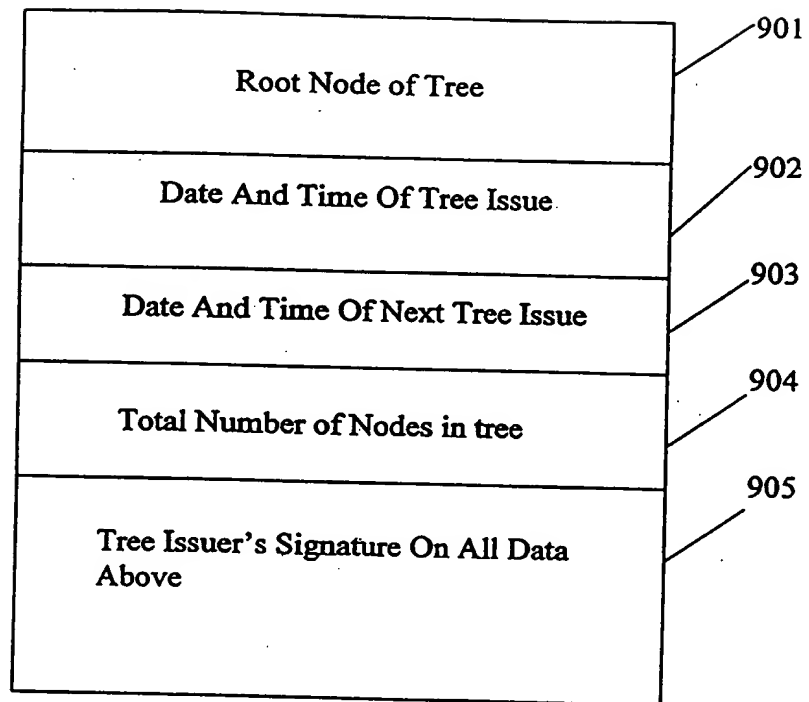 901
Root Node of Tree
902
Date And Time Of Tree Issue
903
Date And Time Of Next Tree Issue
904
Total Number of Nodes in tree
905
Tree Issuer's Signature On All Data
Above